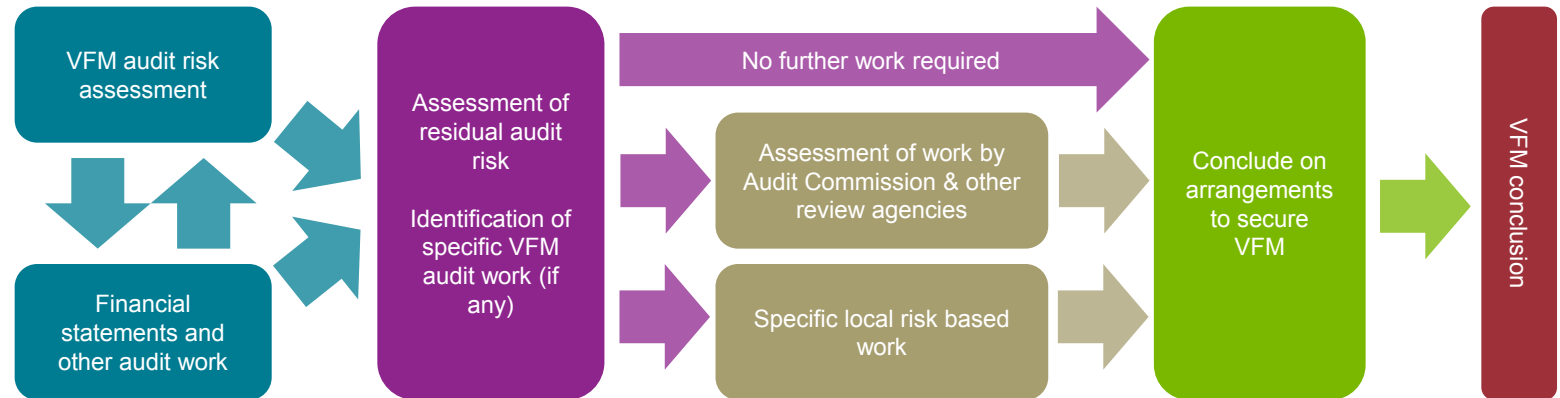 VFM audit risk
assessment
Financial
statements and
other audit work
Assessment of
residual audit
risk
Identification of
specific VFM
audit work (if
any)
No further work required
Assessment of work by
Audit Commission & other
review agencies
Specific local risk based
work
Conclude on
arrangements
to secure
VFM
VFM conclusion